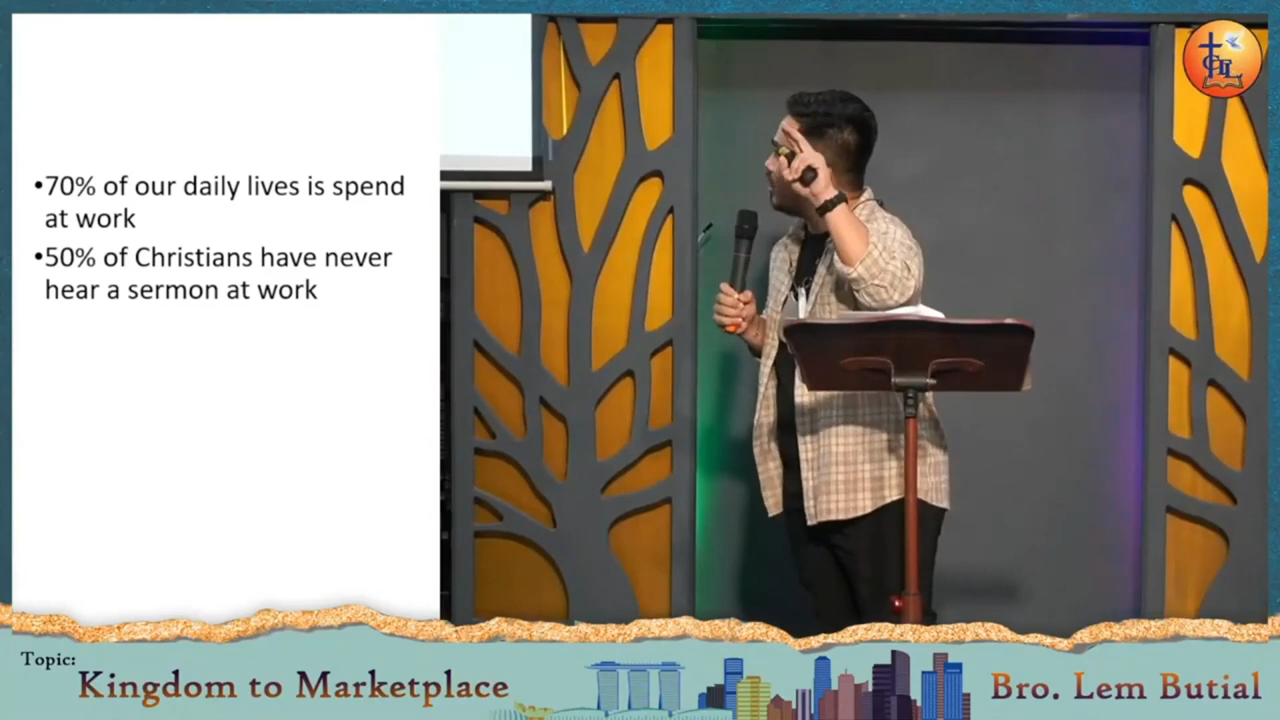 •70% of our daily lives is spend
at work
•50% of Christians have never
hear a sermon at work
Topic:
Kingdom to Marketplace
Bro. Lem Butial